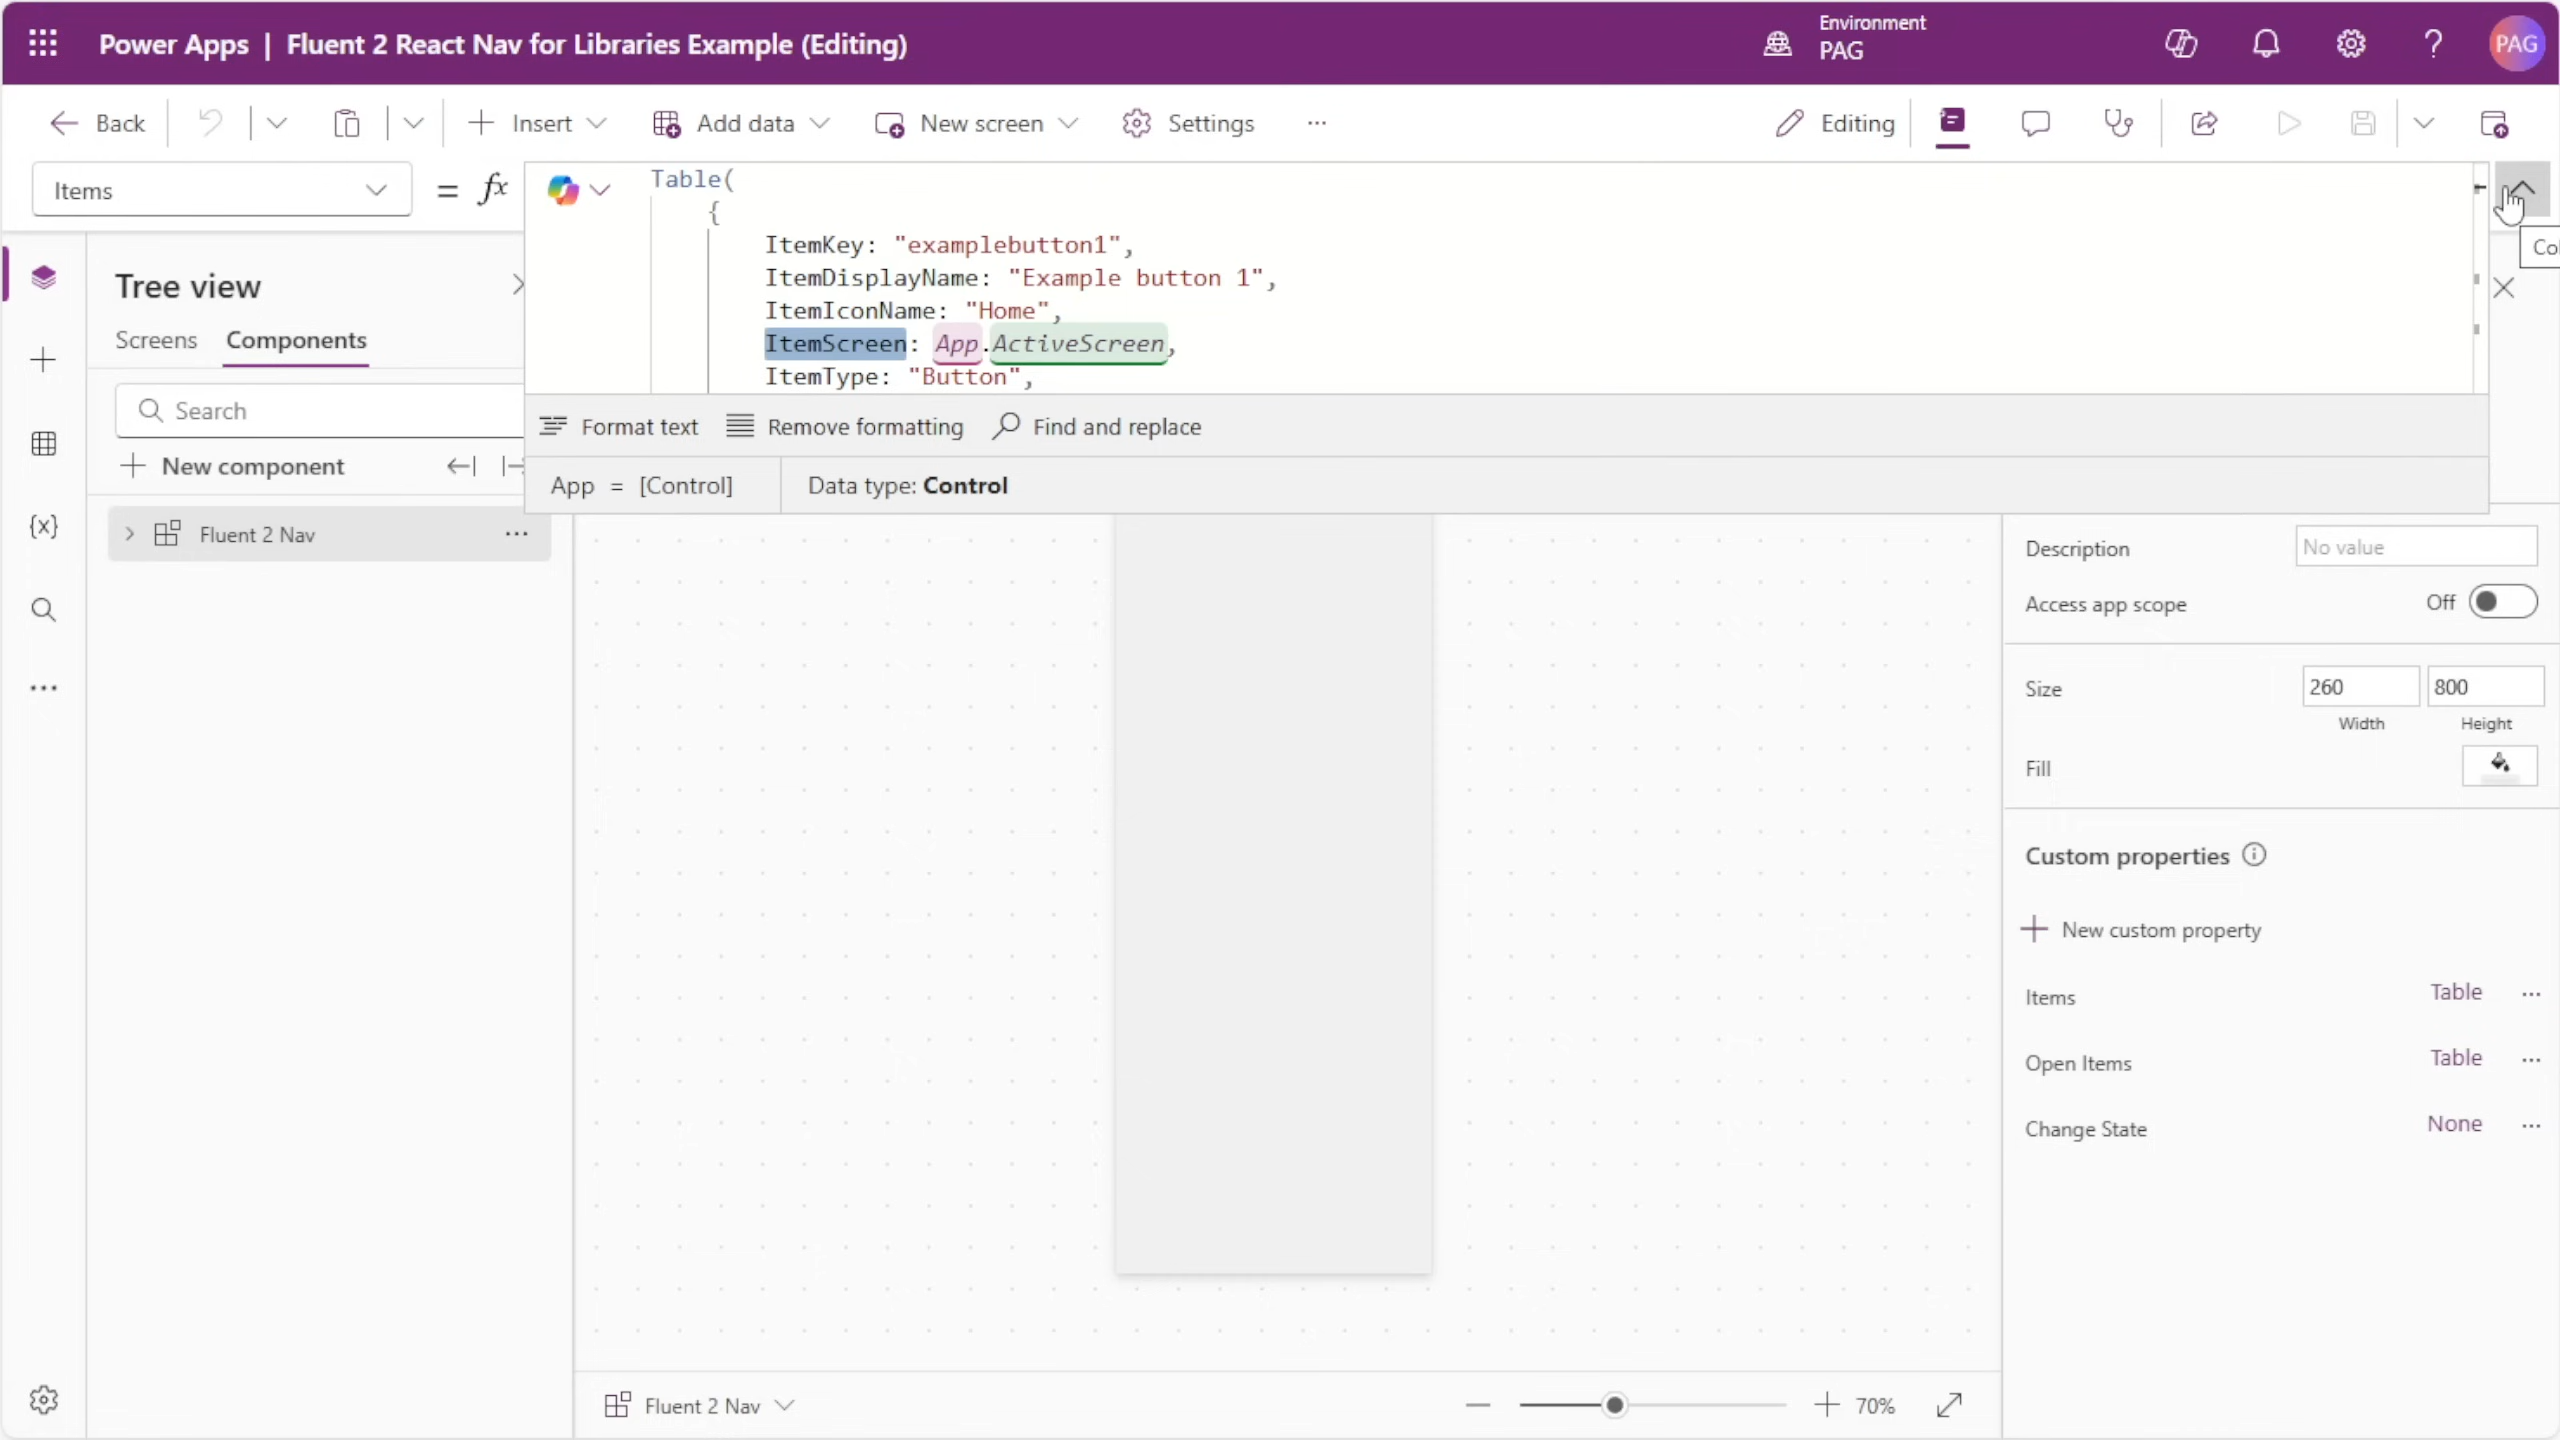 Power Apps | Fluent 2 React Nav for Libraries Example (Editing)
Environment
PAG
PAG
Back
Insert
Add data
New screen
Settings
Editing
Items
= fx
Table(
{
ItemKey: "examplebutton1",
ItemDisplayName: "Example button 1",
ItemIconName: "Home",
ItemScreen: App.ActiveScreen,
ItemType: "Button",
Format text
Remove formatting
Find and replace
App = [Control]
Data type: Control
Tree view
Screens
Components
Search
New component
Fluent 2 Nav
Description
No value
Access app scope
Off
Size
260
800
Width
Height
Fill
Custom properties
New custom property
Items
Table
Open Items
Table
Change State
None
Fluent 2 Nav
70%